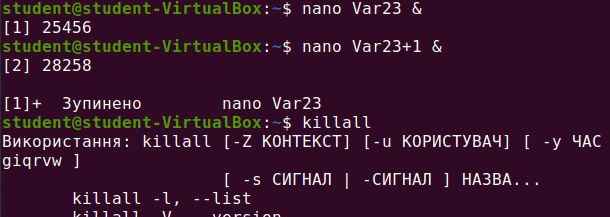 student@student-VirtualBox:~$ nano Var23 &
[1] 25456
student@student-VirtualBox:~$ nano Var23+1 &
[2] 28258
[1]+  Зупинено        nano Var23
student@student-VirtualBox:~$ killall
Використання: killall [-Z КОНТЕКСТ] [-u КОРИСТУВАЧ] [ -y ЧАС
giqrvw ]
[ -s СИГНАЛ | -СИГНАЛ ] НАЗВА...
killall -l, --list
killall -V, --version